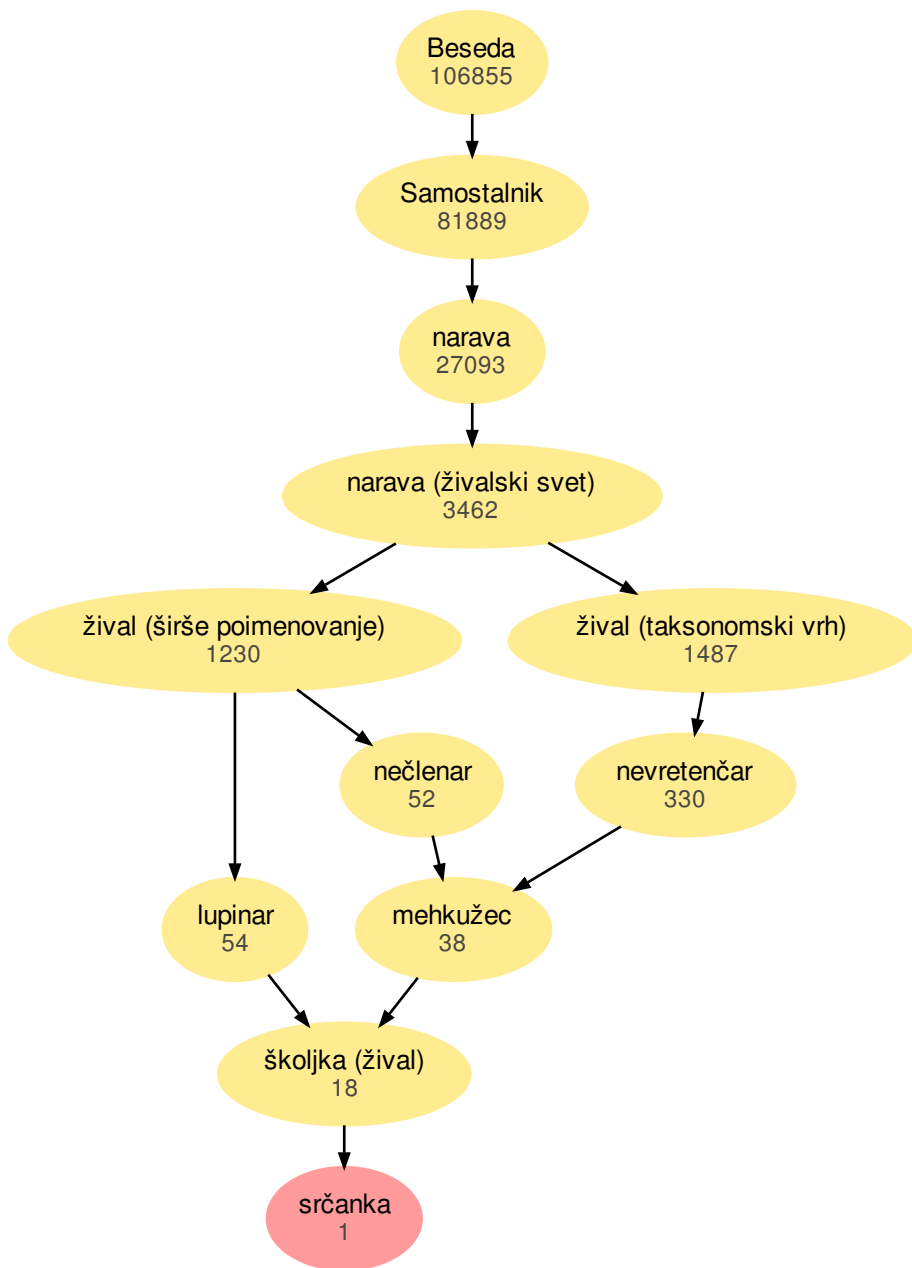 Beseda
106855
Samostalnik
81889
narava
27093
narava (živalski svet)
3462
žival (širše poimenovanje)
1230
žival (taksonomski vrh)
1487
nečlenar
52
nevretenčar
330
lupinar
54
mehkužec
38
školjka (žival)
18
srčanka
1